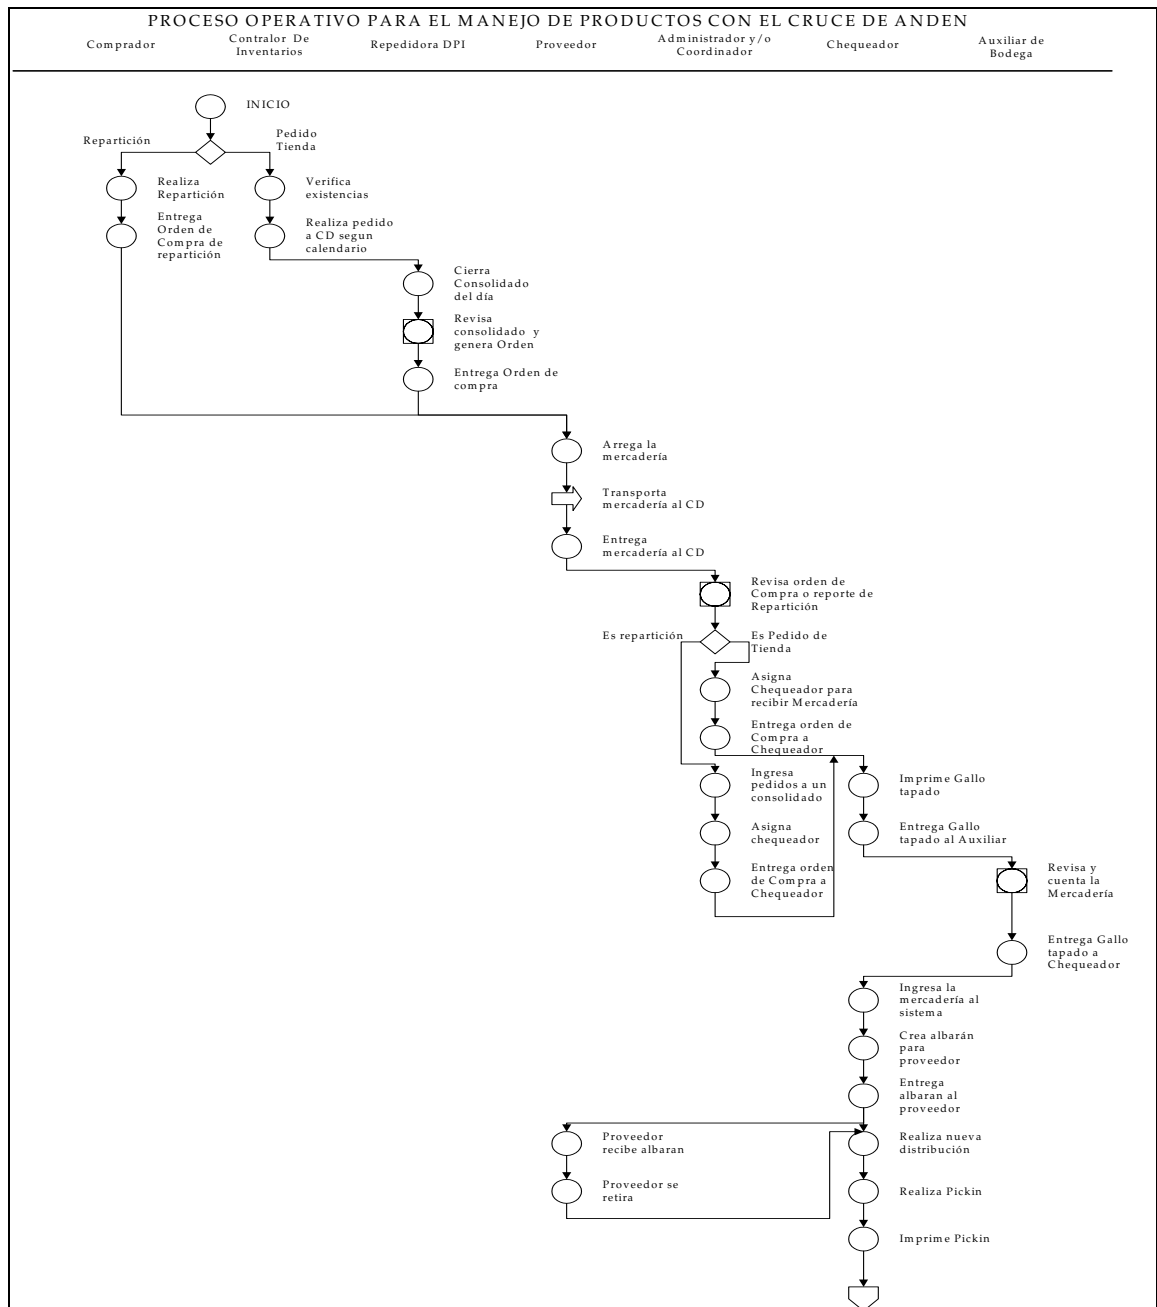 PROCESO OPERATIVO PARA EL MANEJO DE PRODUCTOS CON EL CRUCE DE ANDEN
Comprador
Contralor De
Inventarios
Repedidora DPI
Proveedor
Administrador y/o
Coordinador
Chequeador
Auxiliar de
Bodega
INICIO
Repartición
Pedido
Tienda
Realiza
Repartición
Verifica
existencias
Entrega
Orden de
Compra de
repartición
Realiza pedido
a CD segun
calendario
Cierra
Consolidado
del día
Revisa
consolidado y
genera Orden
Entrega Orden de
compra
Arrega la
mercadería
Transporta
mercadería al CD
Entrega
mercadería al CD
Revisa orden de
Compra o reporte de
Repartición
Es repartición
Es Pedido de
Tienda
Asigna
Chequeador para
recibir Mercadería
Entrega orden de
Compra a
Chequeador
Ingresa
pedidos a un
consolidado
Imprime Gallo
tapado
Asigna
chequeador
Entrega Gallo
tapado al Auxiliar
Entrega orden
de Compra a
Chequeador
Revisa y
cuenta la
Mercadería
Entrega Gallo
tapado a
Chequeador
Ingresa la
mercadería al
sistema
Crea albarán
para
proveedor
Entrega
albaran al
proveedor
Proveedor
recibe albaran
Realiza nueva
distribución
Proveedor se
retira
Realiza Pickin
Imprime Pickin